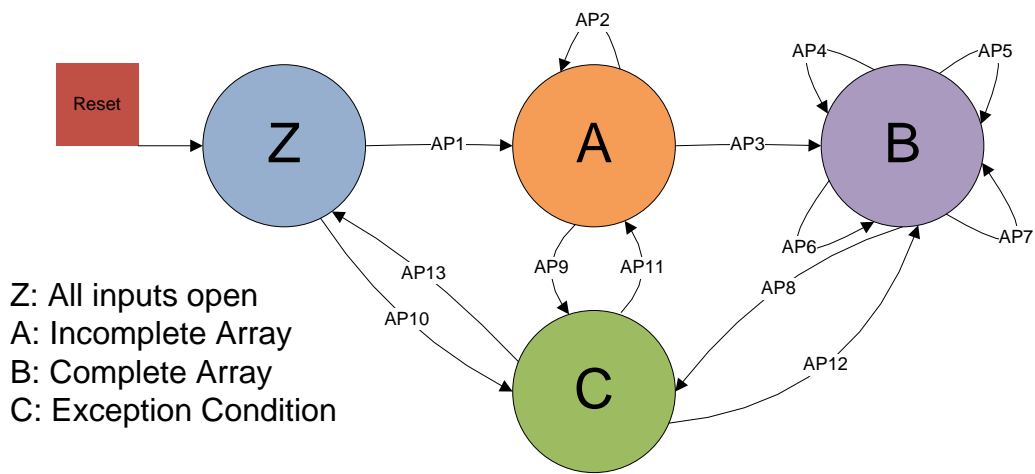 AP2
AP4
AP5
Reset
Z
AP1
A
AP3
B
AP6
AP7
AP9
AP11
AP13
AP8
AP10
AP12
C
Z: All inputs open
A: Incomplete Array
B: Complete Array
C: Exception Condition